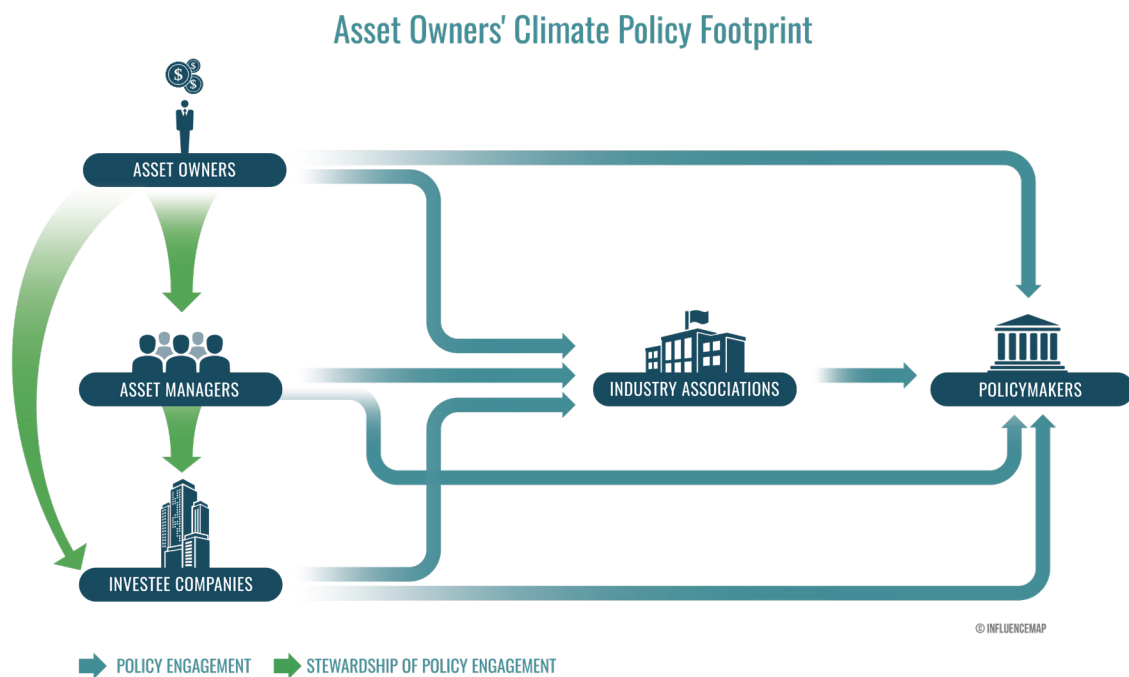 Asset Owners' Climate Policy Footprint
$
$
$
ASSET OWNERS
ASSET MANAGERS
INDUSTRY ASSOCIATIONS
POLICYMAKERS
INVESTEE COMPANIES
© INFLUENCEMAP
POLICY ENGAGEMENT
STEWARDSHIP OF POLICY ENGAGEMENT